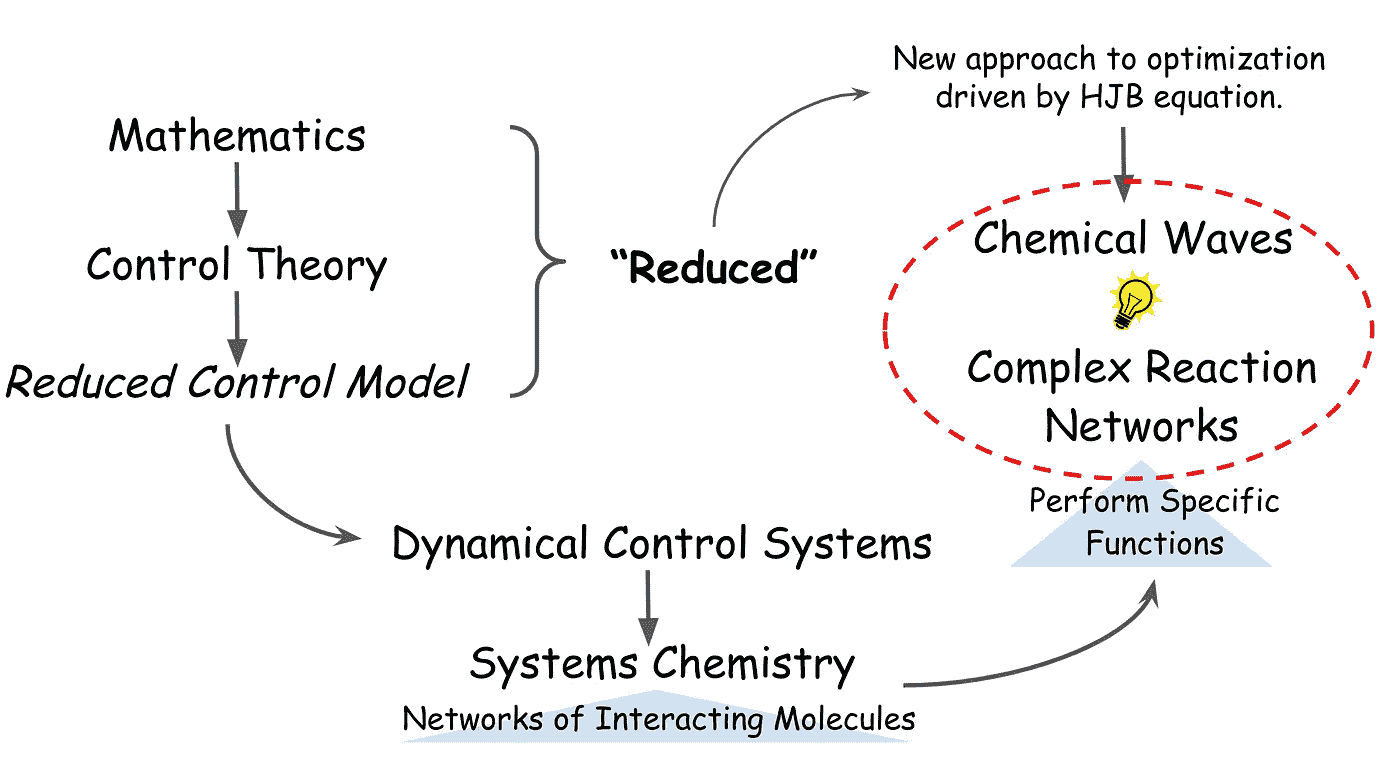 Mathematics
Control Theory
Reduced Control Model
“Reduced”
New approach to optimization
driven by HJB equation.
Chemical Waves
Complex Reaction
Networks
Perform Specific
Functions
Dynamical Control Systems
Systems Chemistry
Networks of Interacting Molecules